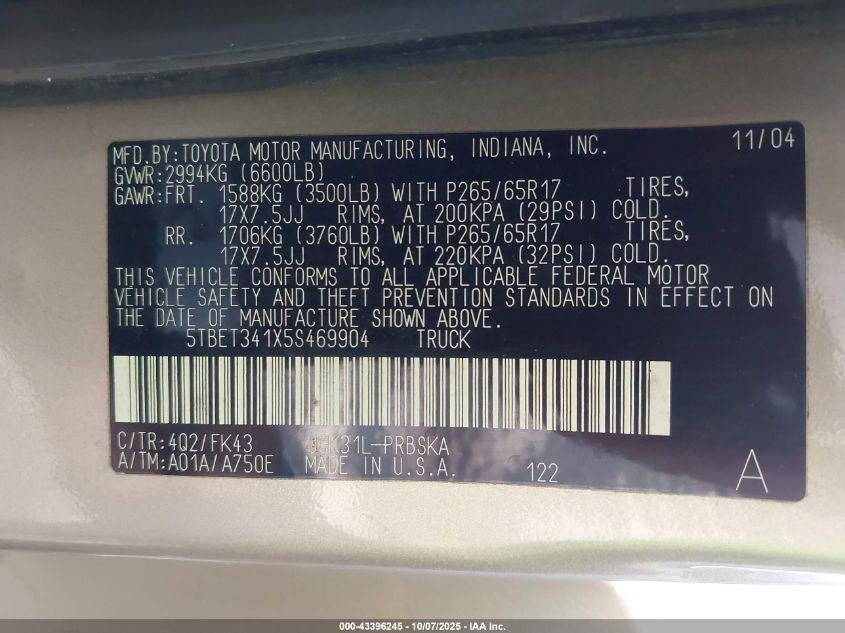 MFD.BY:TOYOTA MOTOR MANUFACTURING, INDIANA, INC. 11/04
GVWR:2994KG (6600LB)
GAWR:FRT. 1588KG (3500LB) WITH P265/65R17 TIRES,
17X7.5JJ RIMS, AT 200KPA (29PSI) COLD.
RR. 1706KG (3760LB) WITH P265/65R17 TIRES,
17X7.5JJ RIMS, AT 220KPA (32PSI) COLD.
THIS VEHICLE CONFORMS TO ALL APPLICABLE FEDERAL MOTOR
VEHICLE SAFETY AND THEFT PREVENTION STANDARDS IN EFFECT ON
THE DATE OF MANUFACTURE SHOWN ABOVE.
5TBET341X5S469904 TRUCK
C/TR:4Q2/FK43
A/TM:A01A/A750E MADE IN U.S.A. 122 A
000-43396245 - 10/07/2025 - IAA Inc.